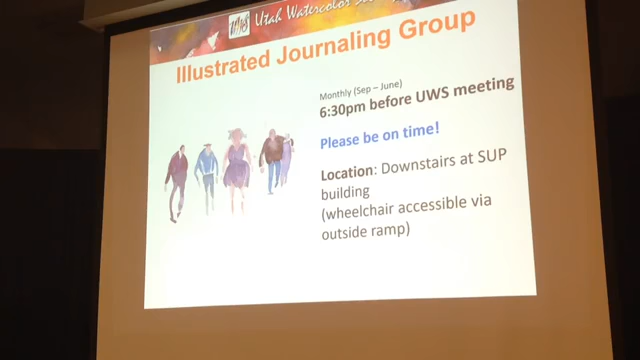 UWS Utah Watercolor
Illustrated Journaling Group
Monthly (Sep – June)
6:30pm before UWS meeting
Please be on time!
Location: Downstairs at SUP
building
(wheelchair accessible via
outside ramp)